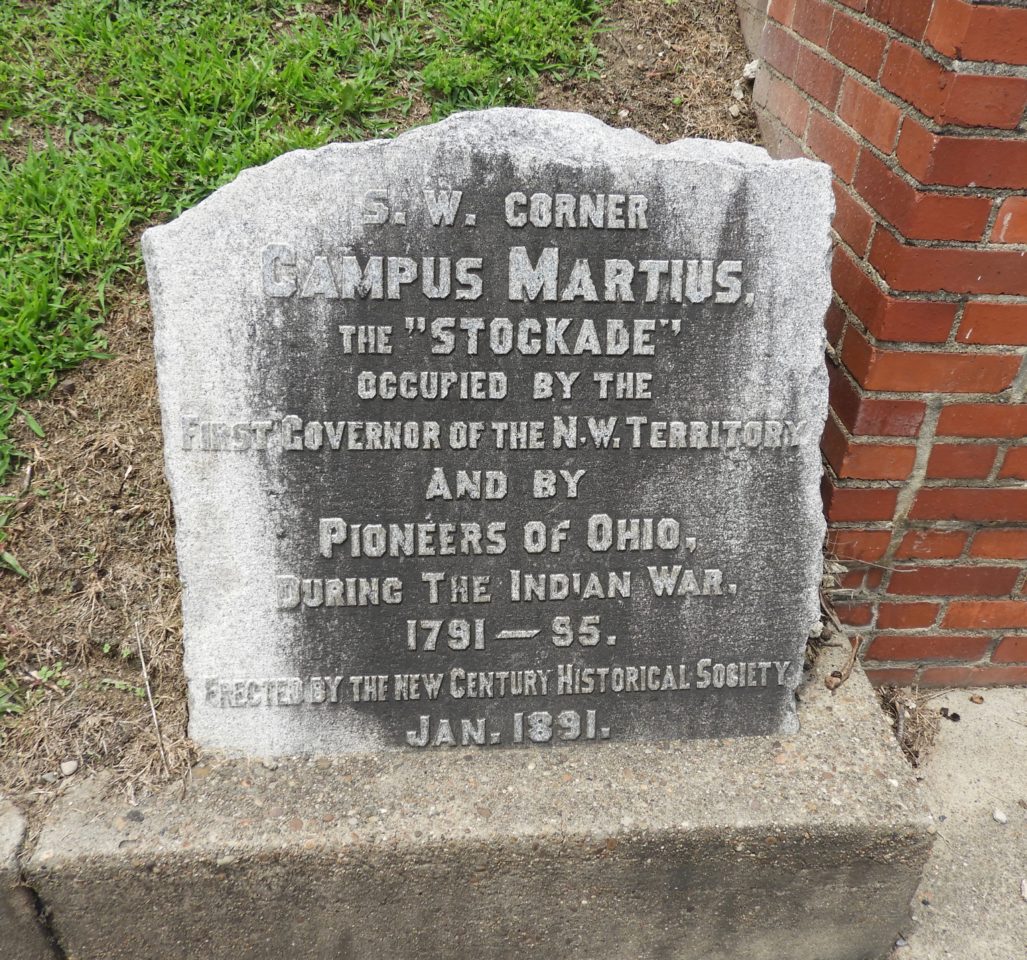 S. W. CORNER
CAMPUS MARTIUS,
THE "STOCKADE"
OCCUPIED BY THE
FIRST GOVERNOR OF THE N.W. TERRITORY
AND BY
PIONEERS OF OHIO,
DURING THE INDIAN WAR.
1791 — 95.
ERECTED BY THE NEW CENTURY HISTORICAL SOCIETY
JAN. 1891.